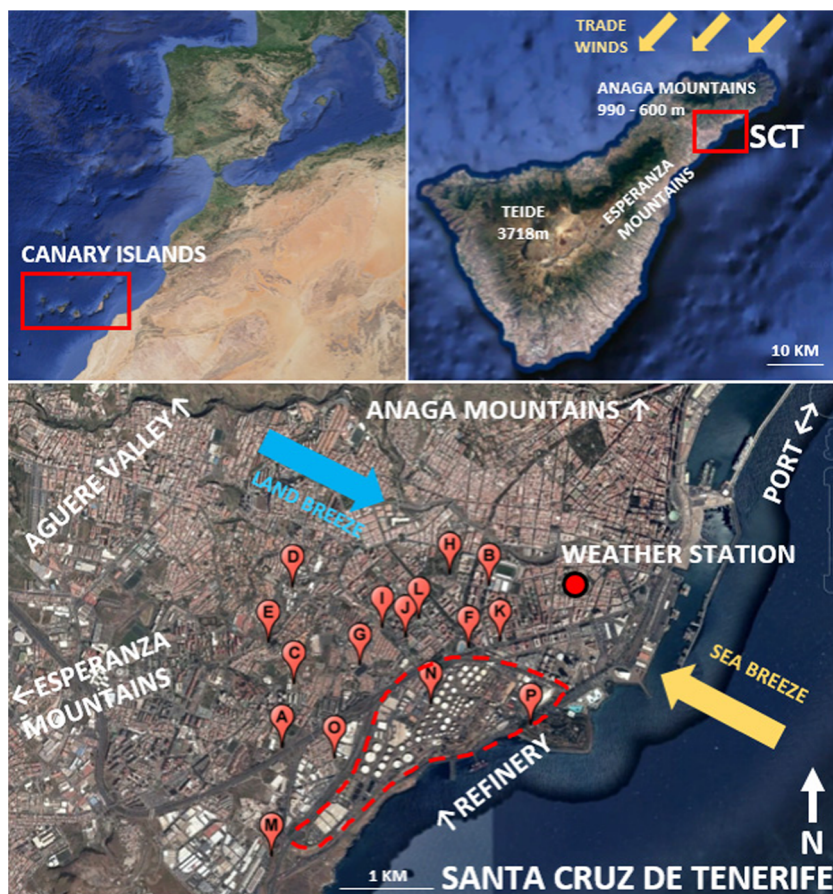 CANARY ISLANDS
TRADE
WINDS
ANAGA MOUNTAINS
990 - 600 m
SCT
ESPERANZA
MOUNTAINS
TEIDE
3718m
10 KM
AGUERE VALLEY ↑
ANAGA MOUNTAINS ↑
PORT ↔
LAND BREEZE
WEATHER STATION
H
B
D
L
I
J
E
F
K
G
C
←ESPERANZA
MOUNTAINS
N
P
SEA BREEZE
A
O
↑REFINERY
M
N
1 KM
SANTA CRUZ DE TENERIFE